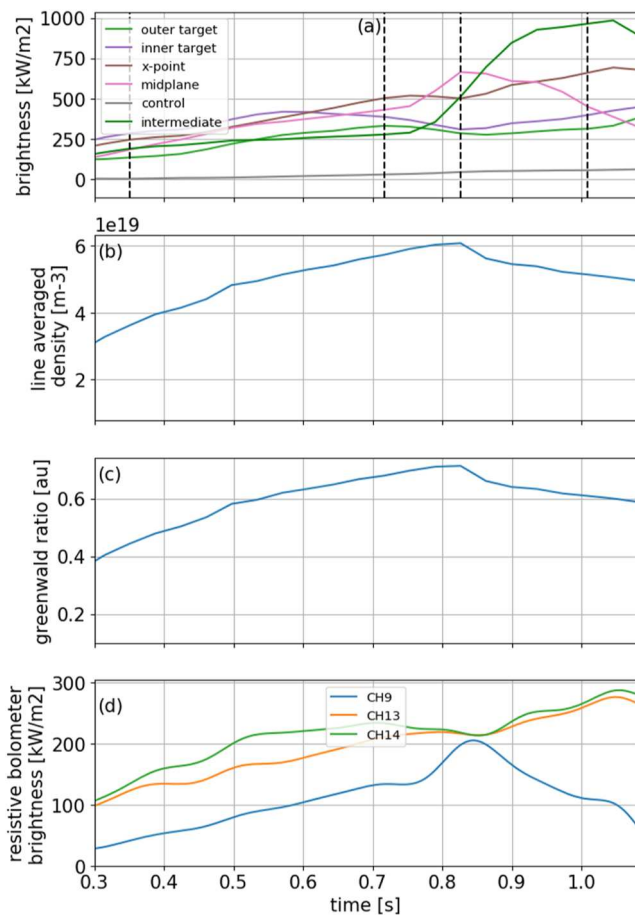 (a)
1000
750
500
250
0
brightness [kW/m2]
outer target
inner target
x-point
midplane
control
intermediate
1e19
(b)
6
4
2
line averaged
density [m-3]
(c)
0.6
0.4
0.2
greenwald ratio [au]
(d)
300
200
100
0
resistive bolometer
brightness [kW/m2]
CH9
CH13
CH14
0.3 0.4 0.5 0.6 0.7 0.8 0.9 1.0
time [s]